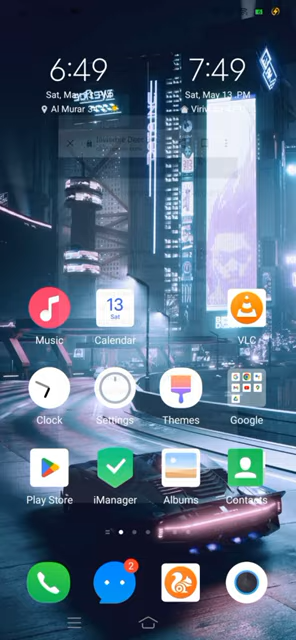 6:49
7:49
Sat, May 13
Sat, May 13 PM
Al Murar
13
Sat
Music
Calendar
VLC
Clock
Settings
Themes
Google
Play Store
iManager
Albums
Contacts
2